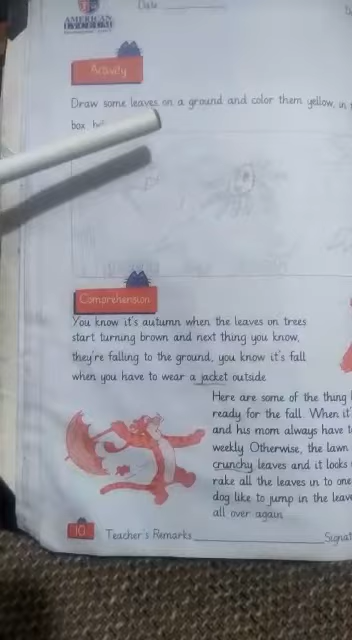 AMERICAN
LYCEUM
Date
Activity
Draw some leaves on a ground and color them yellow, in
box
Comprehension
You know it's autumn when the leaves on trees
start turning brown and next thing you know,
they're falling to the ground, you know it's fall
when you have to wear a jacket outside
Here are some of the thing
ready for the fall. When it
and his mom always have
weekly Otherwise, the lawn
crunchy leaves and it looks
rake all the leaves in to one
dog like to jump in the leav
all over again
10 Teacher's Remarks Signat